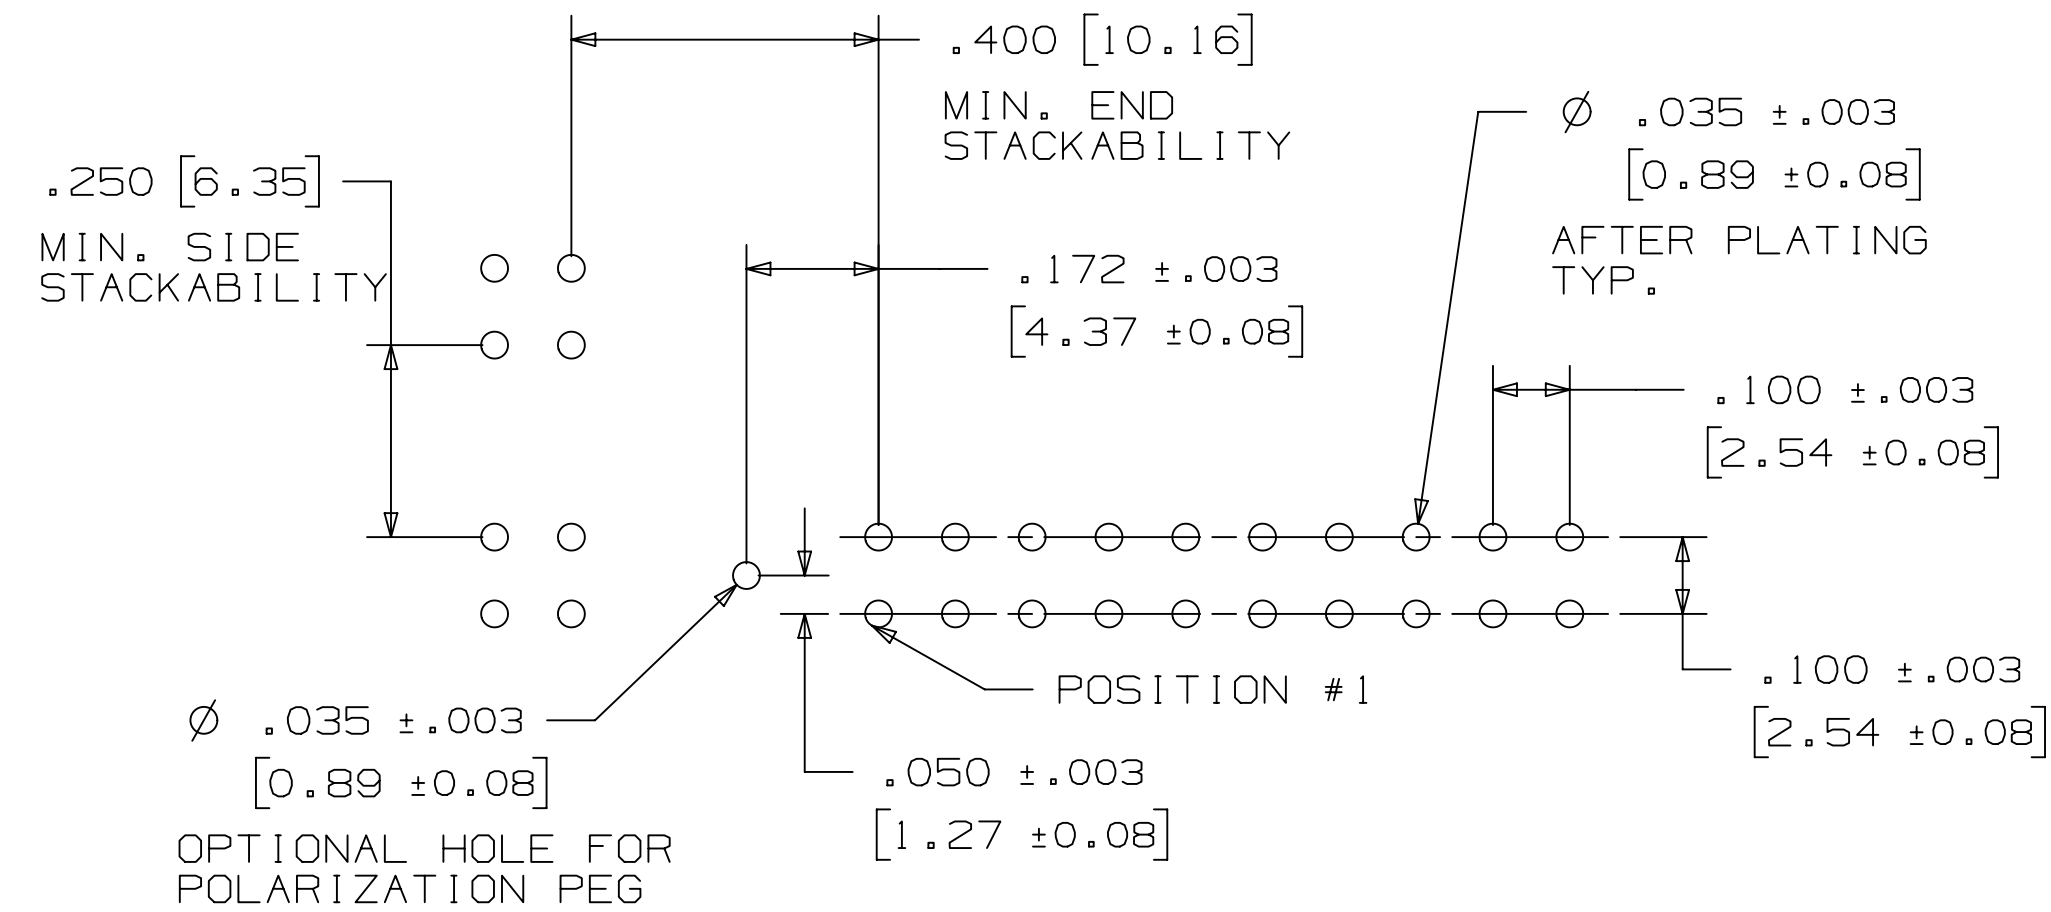 .400 [10.16]
MIN. END
STACKABILITY
Ø .035 ±.003
[0.89 ±0.08]
AFTER PLATING
TYP.
.250 [6.35]
MIN. SIDE
STACKABILITY
.172 ±.003
[4.37 ±0.08]
.100 ±.003
[2.54 ±0.08]
POSITION #1
.100 ±.003
[2.54 ±0.08]
Ø .035 ±.003
[0.89 ±0.08]
OPTIONAL HOLE FOR
POLARIZATION PEG
.050 ±.003
[1.27 ±0.08]